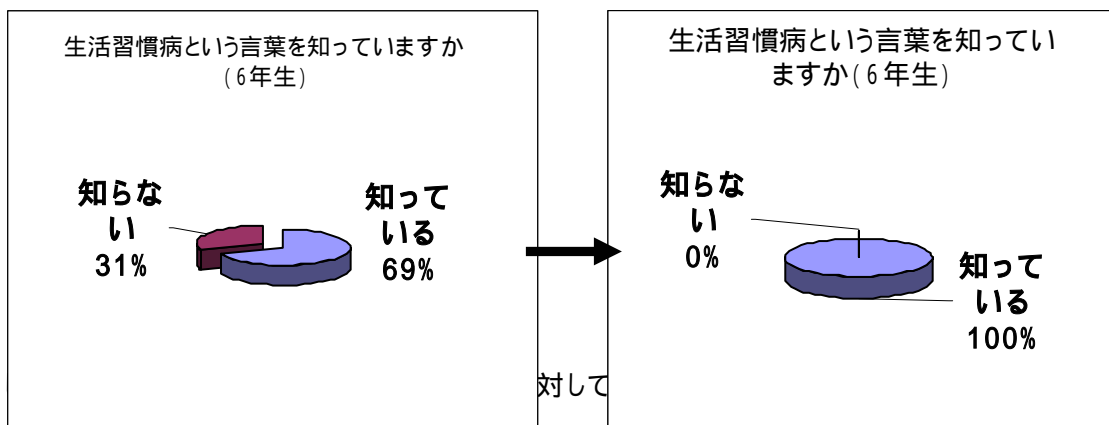 生活習慣病という言葉を知っていますか
(6年生)
知らな
い
31%
知って
いる
69%
対して
生活習慣病という言葉を知ってい
ますか(6年生)
知らな
い
0%
知って
いる
100%